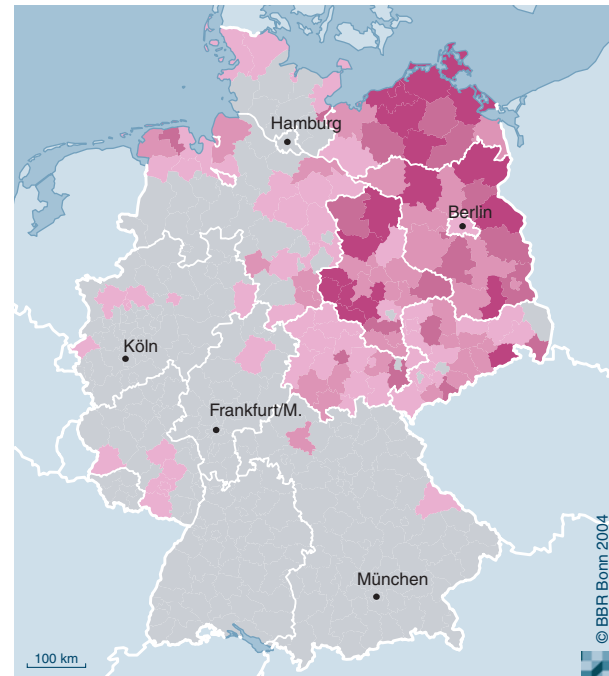 Hamburg
Berlin
Köln
Frankfurt/M.
München
100 km
© BBR Bonn 2004